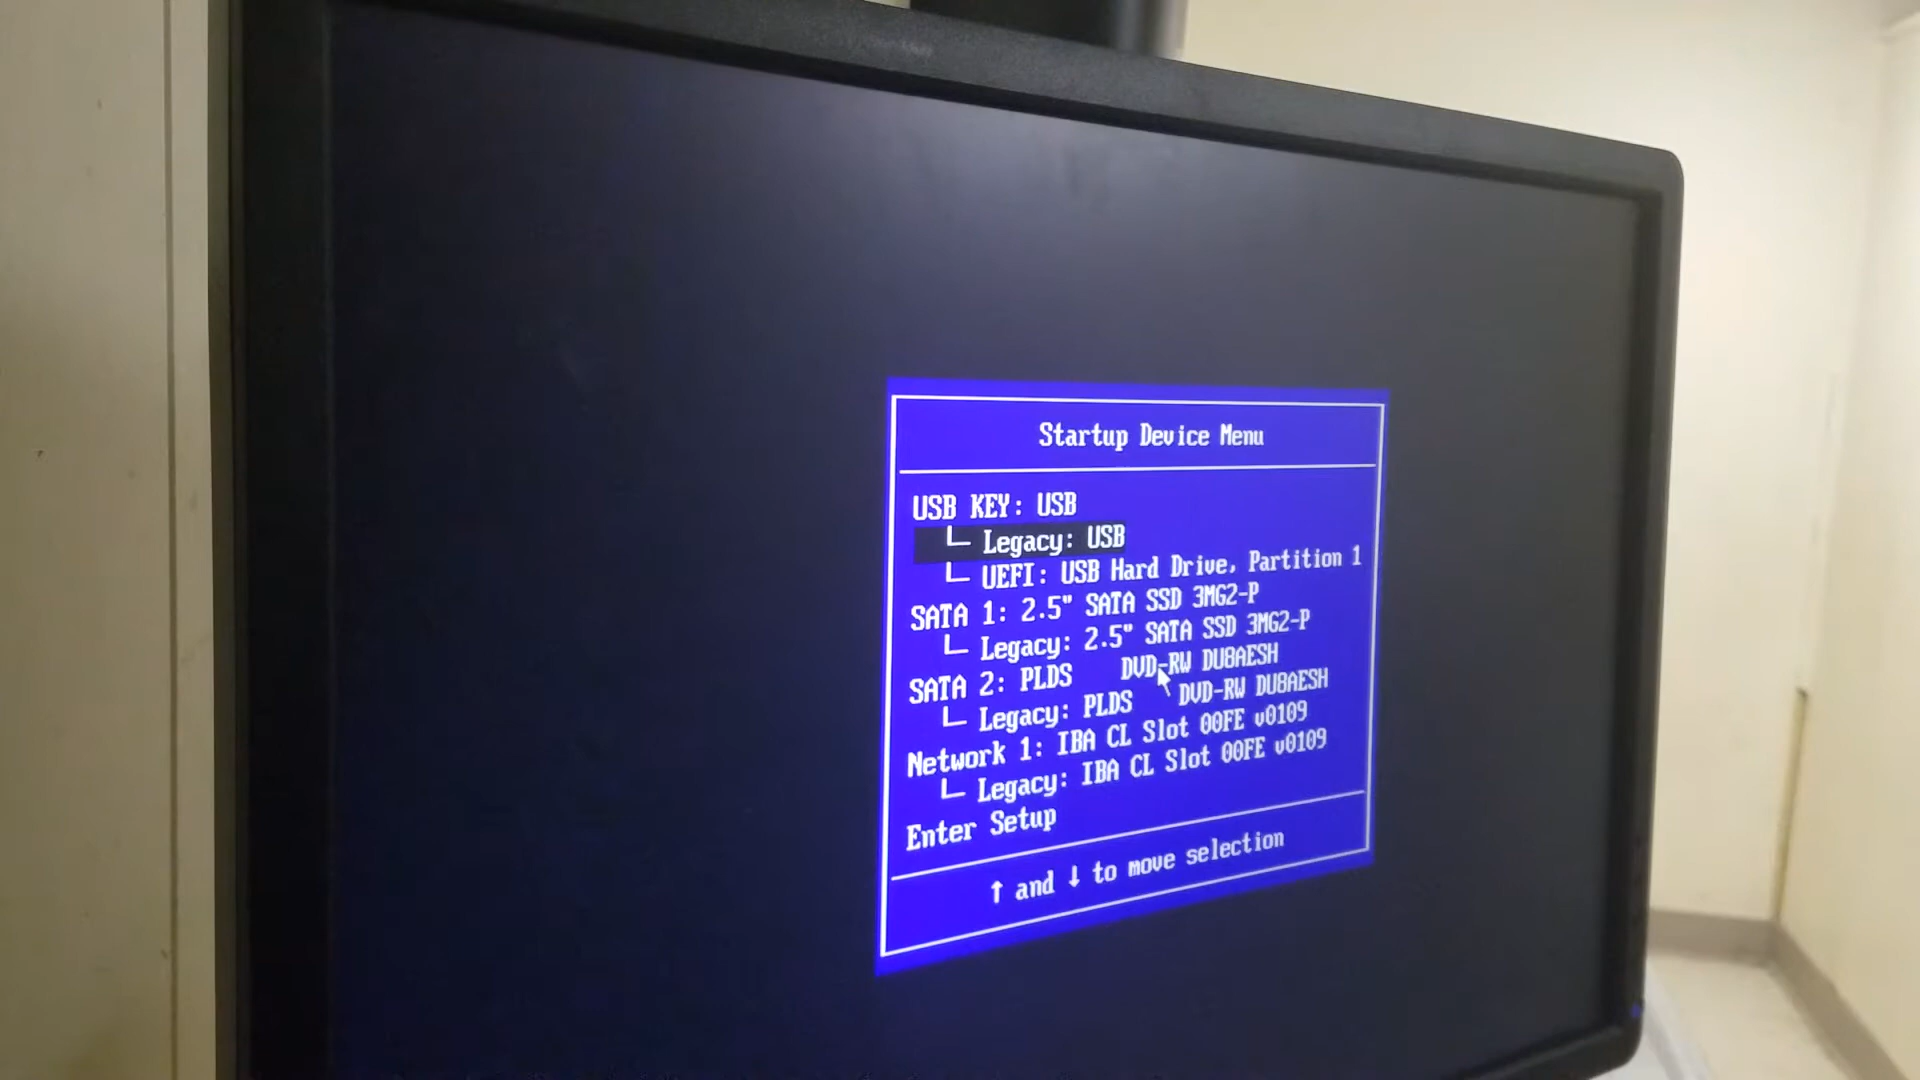 Startup Device Menu
USB KEY: USB
Legacy: USB
UEFI: USB Hard Drive, Partition 1
SATA 1: 2.5" SATA SSD 3MG2-P
Legacy: 2.5" SATA SSD 3MG2-P
SATA 2: PLDS DVD-RW DU8AESH
Legacy: PLDS DVD-RW DU8AESH
Network 1: IBA CL Slot 00FE v0109
Legacy: IBA CL Slot 00FE v0109
Enter Setup
↑ and ↓ to move selection